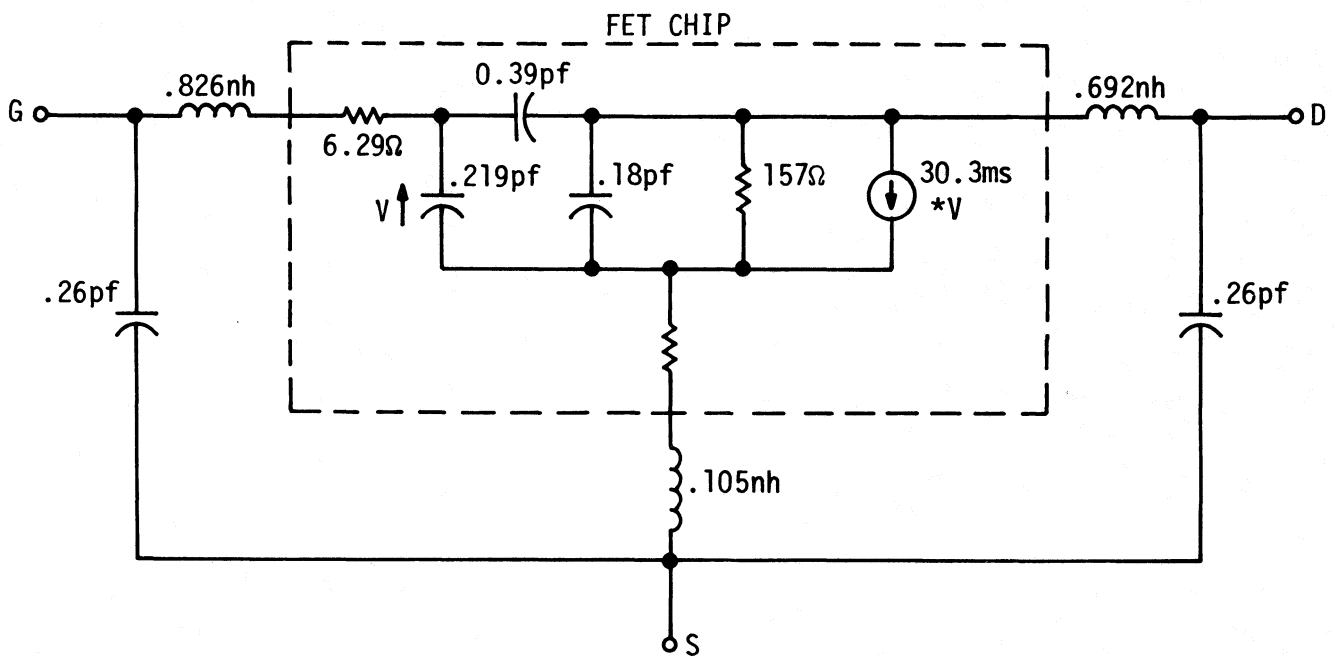 FET CHIP
.826nh
0.39pf
.692nh
G
D
6.29Ω
.219pf
.18pf
157Ω
30.3ms
*V
V
.26pf
.26pf
.105nh
S